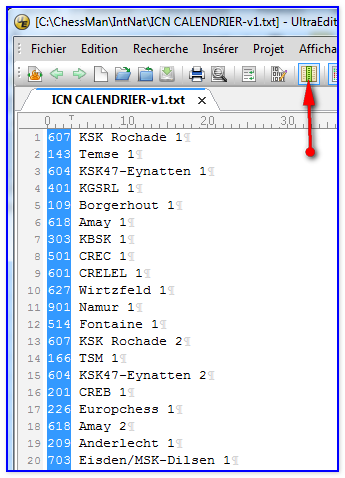 [C:\ChessMan\IntNat\ICN CALENDRIER-v1.txt] - UltraEdit
Fichier Edition Recherche Insérer Projet Afficha
ICN CALENDRIER-v1.txt x
0 10 20 30
1 607 KSK Rochade 1¶
2 143 Temse 1¶
3 604 KSK47-Eynatten 1¶
4 401 KGSRL 1¶
5 109 Borgerhout 1¶
6 618 Amay 1¶
7 303 KBSK 1¶
8 501 CREC 1¶
9 601 CRELEL 1¶
10 627 Wirtzfeld 1¶
11 901 Namur 1¶
12 514 Fontaine 1¶
13 607 KSK Rochade 2¶
14 166 TSM 1¶
15 604 KSK47-Eynatten 2¶
16 201 CREB 1¶
17 226 Europchess 1¶
18 618 Amay 2¶
19 209 Anderlecht 1¶
20 703 Eisden/MSK-Dilsen 1¶